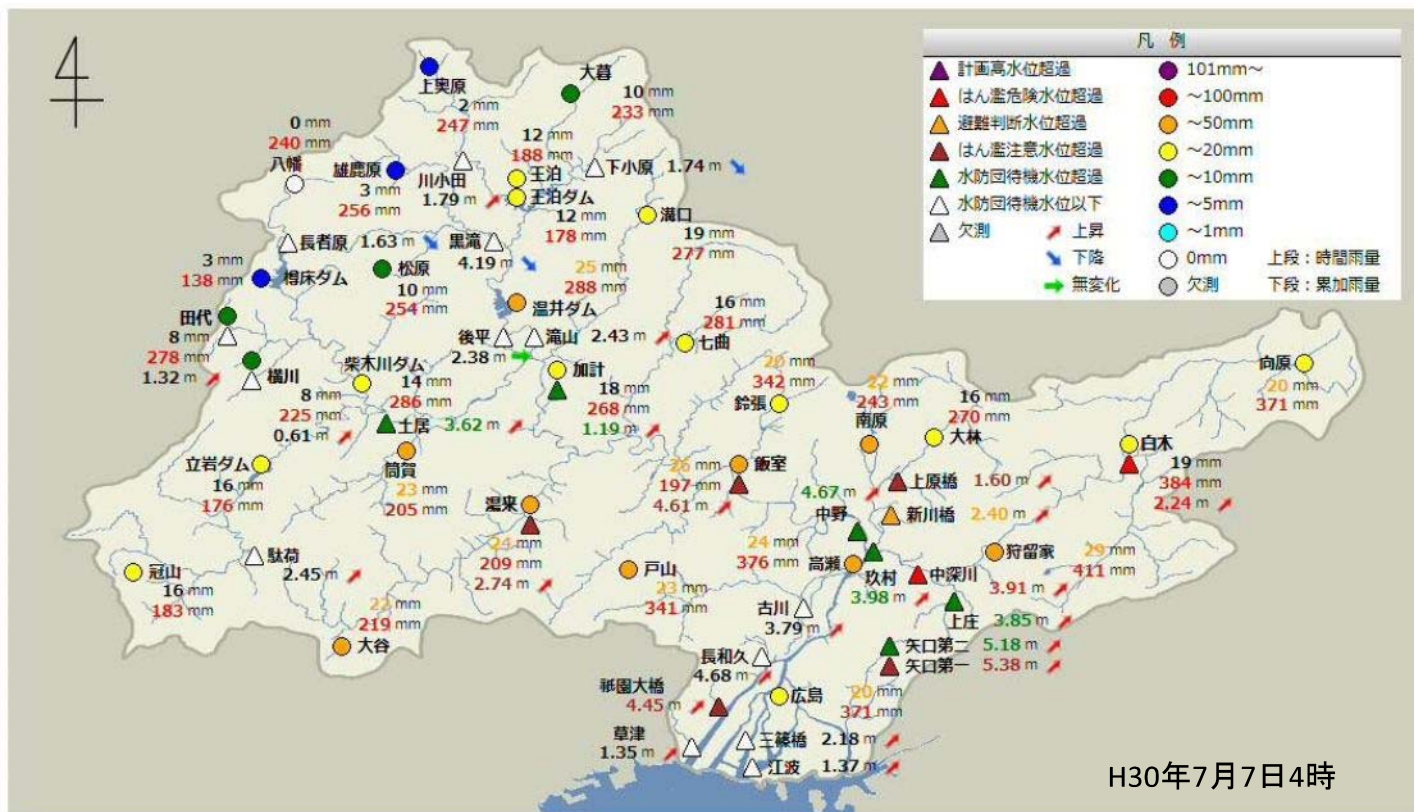 凡 例
計画高水位超過
101mm～
はん濫危険水位超過
～100mm
避難判断水位超過
～50mm
はん濫注意水位超過
～20mm
水防団待機水位超過
～10mm
水防団待機水位以下
～5mm
欠測
上昇
～1mm
下降
0mm
上段：時間雨量
無変化
欠測
下段：累加雨量
上奥原
2 mm
247 mm
大暮
10 mm
233 mm
0 mm
240 mm
八幡
雄鹿原
3 mm
256 mm
川小田
1.79 m
12 mm
188 mm
王泊
王泊ダム
12 mm
178 mm
下小原 1.74 m
溝口
19 mm
277 mm
長者原 1.63 m
黒滝
4.19 m
3 mm
138 mm
樽床ダム
松原
10 mm
254 mm
25 mm
288 mm
温井ダム
田代
8 mm
278 mm
1.32 m
横川
8 mm
225 mm
0.61 m
後平
2.38 m
滝山 2.43 m
16 mm
281 mm
七曲
柴木川ダム
14 mm
286 mm
土居 3.62 m
加計
18 mm
268 mm
1.19 m
20 mm
342 mm
鈴張
22 mm
243 mm
南原
16 mm
270 mm
大林
向原
20 mm
371 mm
白木
19 mm
384 mm
2.24 m
立岩ダム
16 mm
176 mm
筒賀
23 mm
205 mm
湯来
24 mm
209 mm
2.74 m
26 mm
197 mm
4.61 m
飯室
4.67 m
中野
上原橋 1.60 m
新川橋 2.40 m
狩留家
29 mm
411 mm
冠山
16 mm
183 mm
駄荷
2.45 m
22 mm
219 mm
大谷
戸山
23 mm
341 mm
24 mm
376 mm
高瀬
玖村
3.98 m
中深川
3.91 m
上庄 3.85 m
古川
3.79 m
矢口第二 5.18 m
矢口第一 5.38 m
長和久
4.68 m
祇園大橋
4.45 m
広島
20 mm
371 mm
草津
1.35 m
三篠橋 2.18 m
江波 1.37 m
H30年7月7日4時